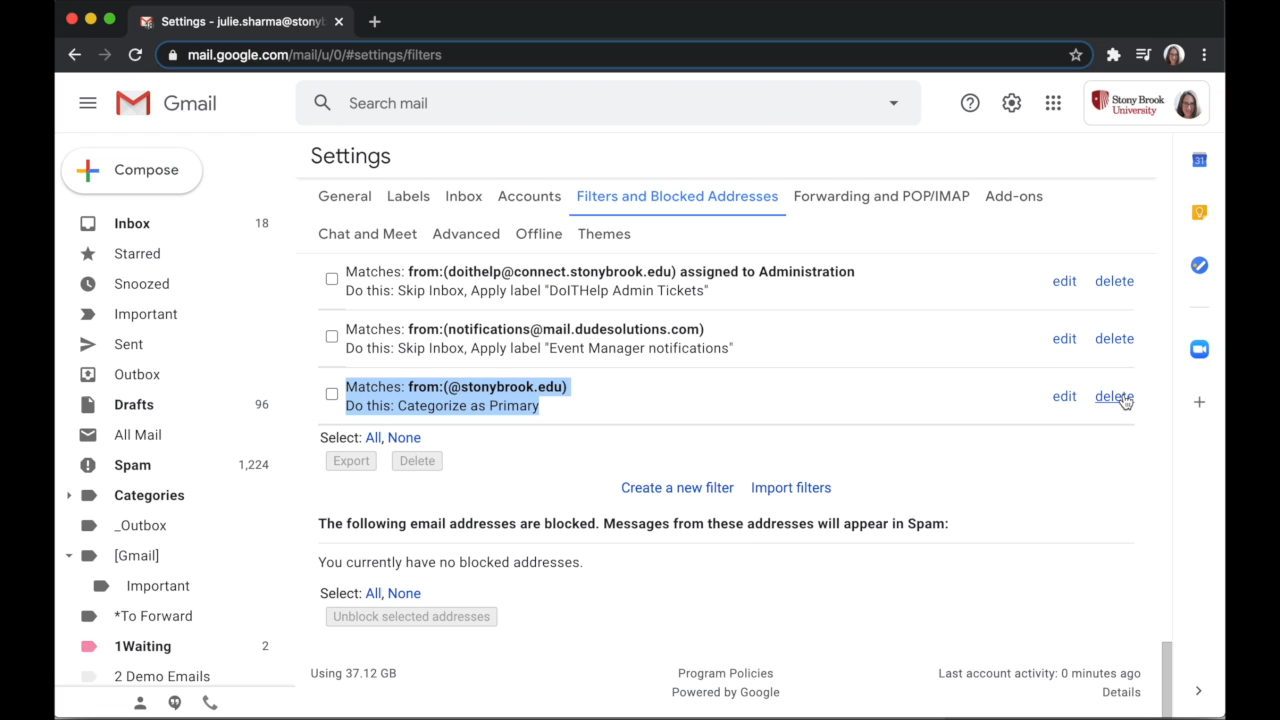 Settings - julie.sharma@stonyb
mail.google.com/mail/u/0/#settings/filters
Gmail
Search mail
Stony Brook
University
Compose
Inbox 18
Starred
Snoozed
Important
Sent
Outbox
Drafts 96
All Mail
Spam 1,224
Categories
_Outbox
[Gmail]
Important
*To Forward
1Waiting 2
2 Demo Emails
Settings
General Labels Inbox Accounts Filters and Blocked Addresses Forwarding and POP/IMAP Add-ons
Chat and Meet Advanced Offline Themes
Matches: from:(doithelp@connect.stonybrook.edu) assigned to Administration
Do this: Skip Inbox, Apply label "DoITHelp Admin Tickets"
edit delete
Matches: from:(notifications@mail.dudesolutions.com)
Do this: Skip Inbox, Apply label "Event Manager notifications"
edit delete
Matches: from:(@stonybrook.edu)
Do this: Categorize as Primary
edit delete
Select: All, None
Export Delete
Create a new filter Import filters
The following email addresses are blocked. Messages from these addresses will appear in Spam:
You currently have no blocked addresses.
Select: All, None
Unblock selected addresses
Using 37.12 GB
Program Policies
Powered by Google
Last account activity: 0 minutes ago
Details
31